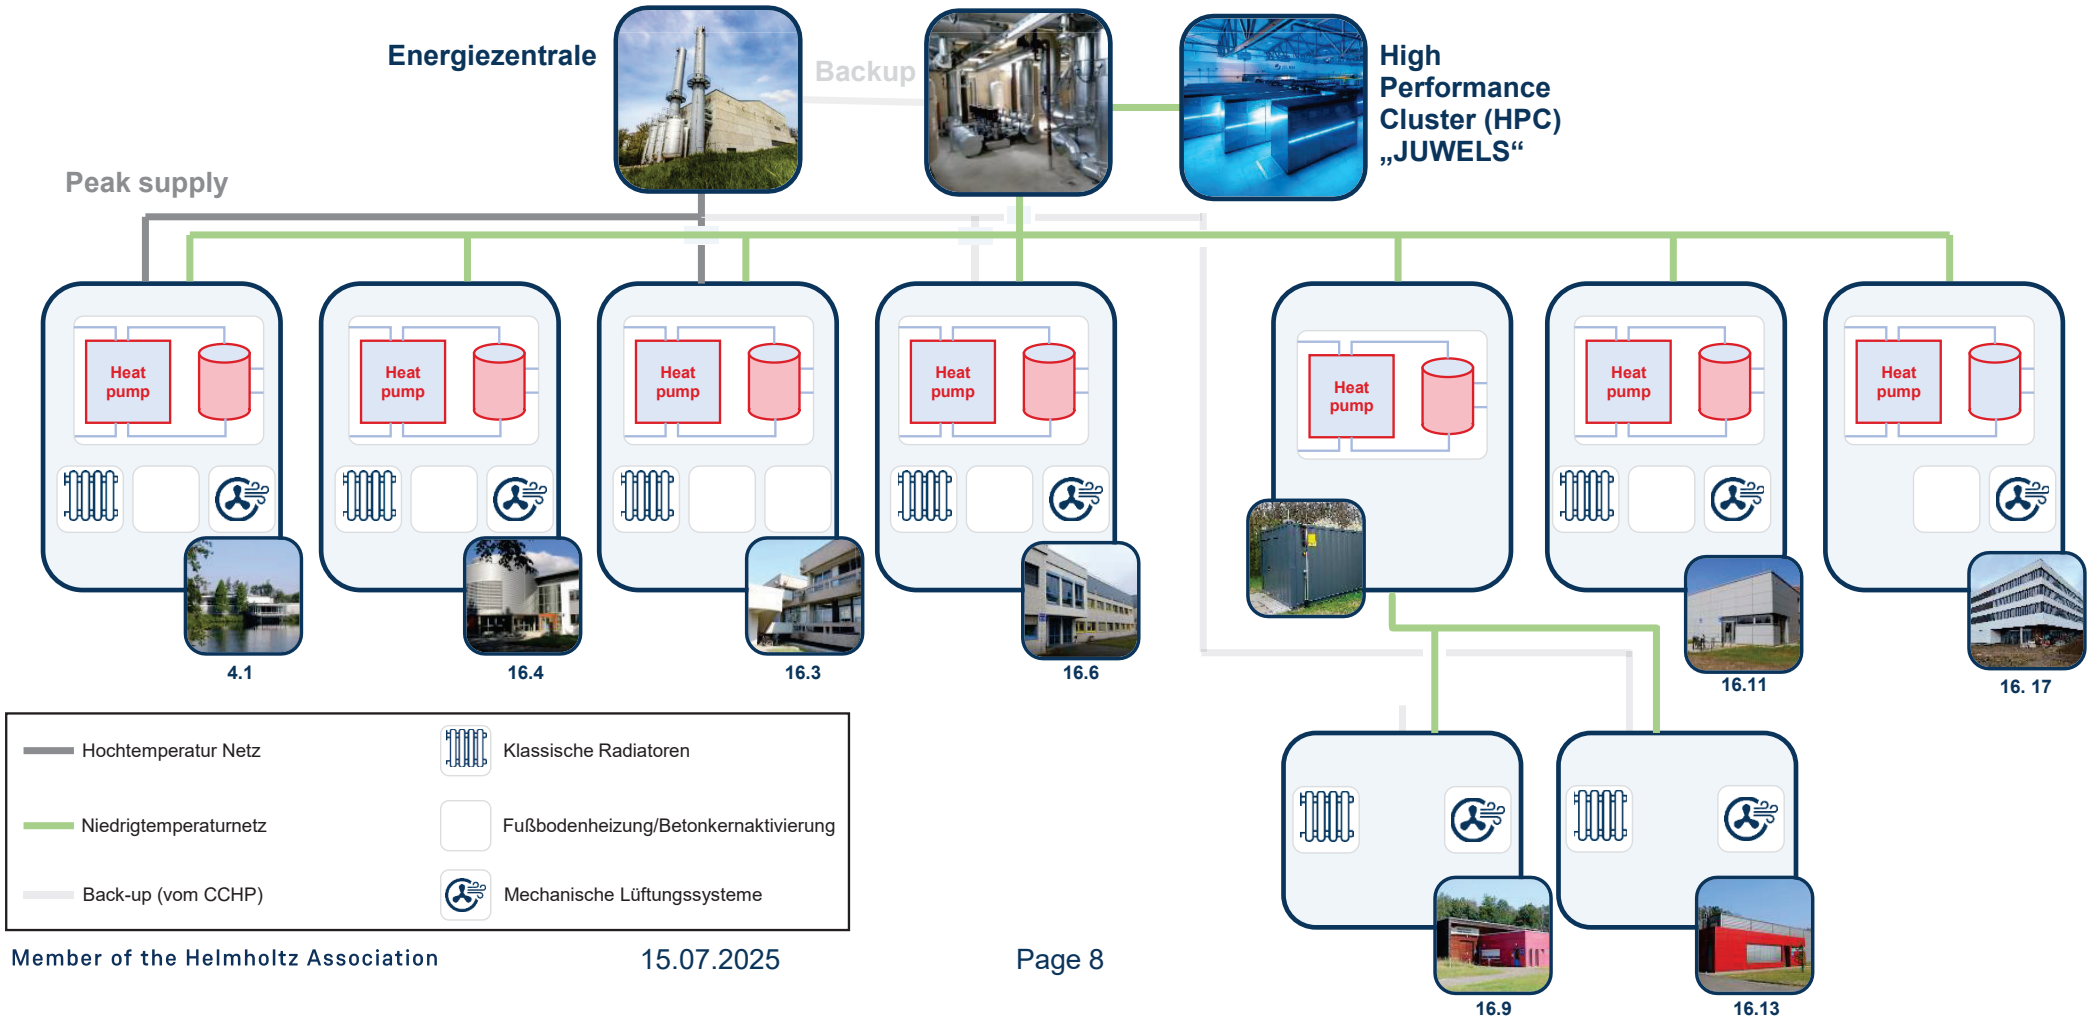 Energiezentrale
Backup
High
Performance
Cluster (HPC)
„JUWELS“
Peak supply
Heat
pump
Heat
pump
Heat
pump
Heat
pump
Heat
pump
Heat
pump
Heat
pump
4.1
16.4
16.3
16.6
16.11
16. 17
Hochtemperatur Netz
Klassische Radiatoren
Niedrigtemperaturnetz
Fußbodenheizung/Betonkernaktivierung
Back-up (vom CCHP)
Mechanische Lüftungssysteme
16.9
16.13
Member of the Helmholtz Association
15.07.2025
Page 8